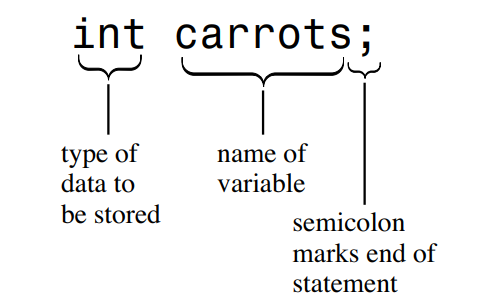 int carrots;
type of
data to
be stored
name of
variable
semicolon
marks end of
statement